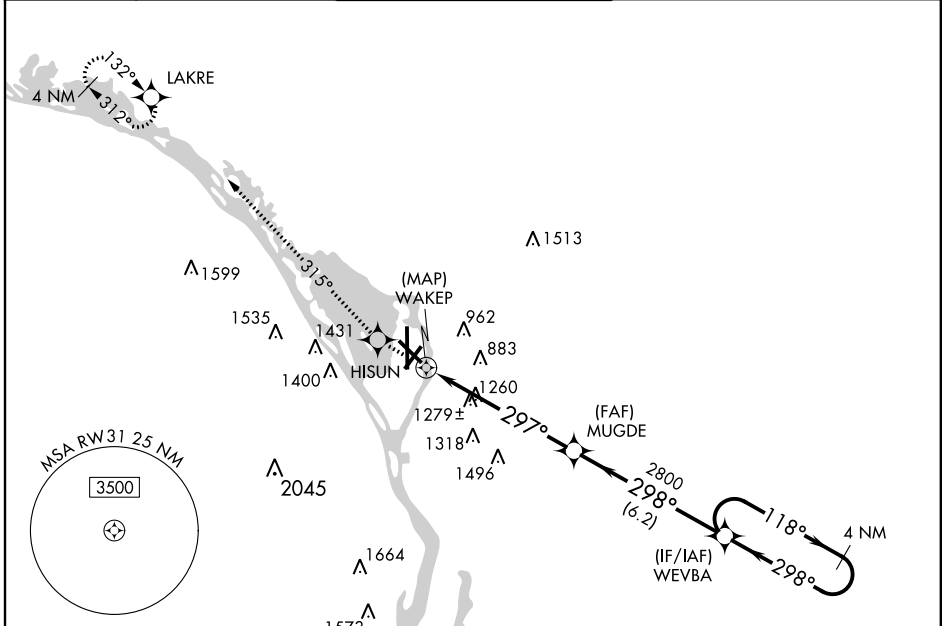 132°
LAKRE
4 NM
312°
1513
1599
315°
(MAP)
WAKEP
1535
1431
962
883
1400
HISUN
1260
1279±
297°
(FAF)
MUGDE
1318
1496
MSA RW31 25 NM
3500
2045
2800
298°
(6.2)
118°
4 NM
(IF/IAF)
WEVBA
298°
1664